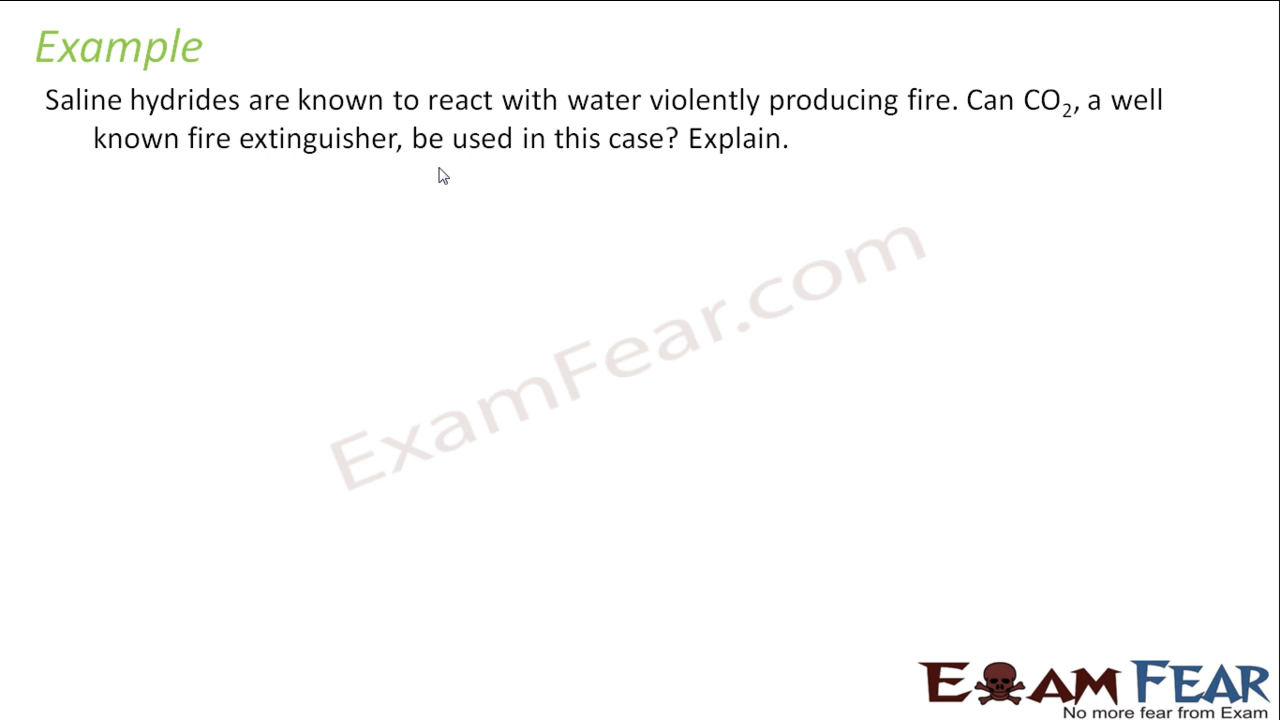 Example
Saline hydrides are known to react with water violently producing fire. Can CO₂, a well
known fire extinguisher, be used in this case? Explain.
ExamFear.com
EXAM FEAR
No more fear from Exam